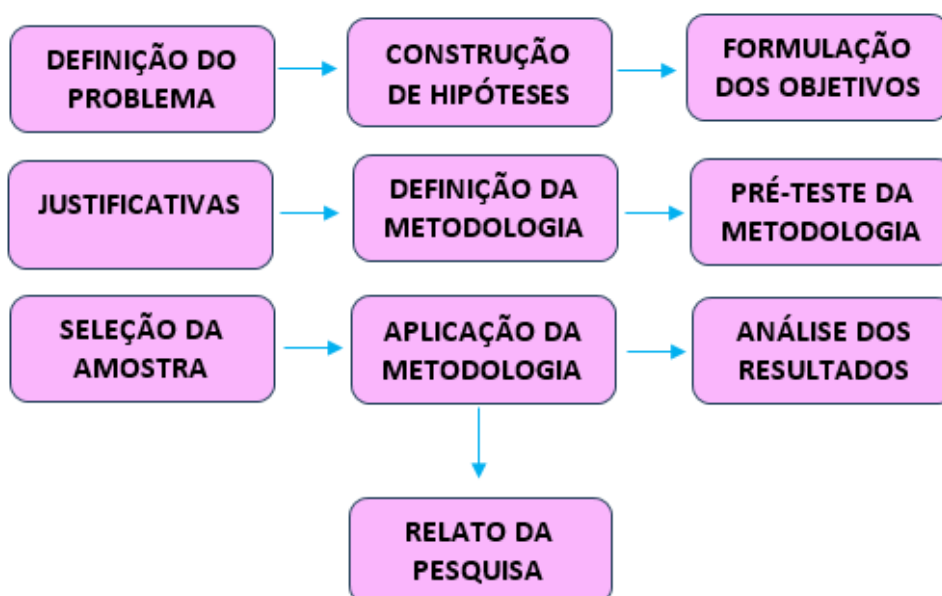 DEFINIÇÃO DO
PROBLEMA
CONSTRUÇÃO
DE HIPÓTESES
FORMULAÇÃO
DOS OBJETIVOS
JUSTIFICATIVAS
DEFINIÇÃO DA
METODOLOGIA
PRÉ-TESTE DA
METODOLOGIA
SELEÇÃO DA
AMOSTRA
APLICAÇÃO DA
METODOLOGIA
ANÁLISE DOS
RESULTADOS
RELATO DA
PESQUISA